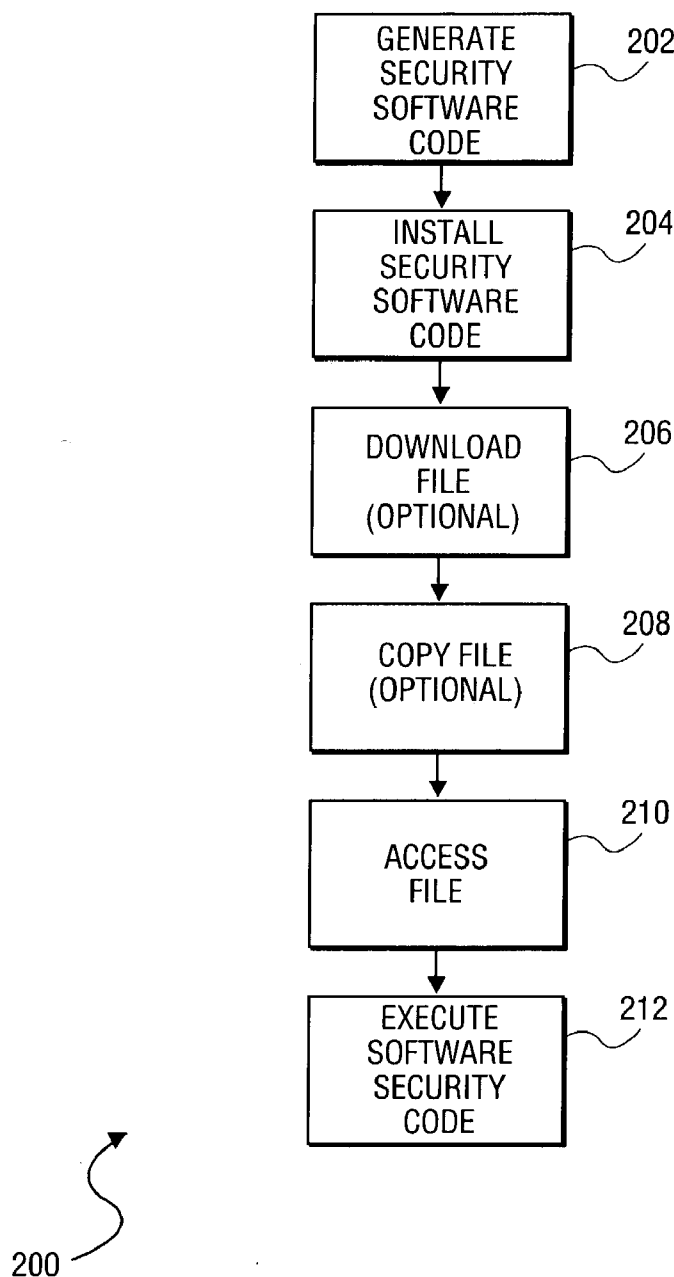 GENERATE
SECURITY
SOFTWARE
CODE
202
INSTALL
SECURITY
SOFTWARE
CODE
204
DOWNLOAD
FILE
(OPTIONAL)
206
COPY FILE
(OPTIONAL)
208
ACCESS
FILE
210
EXECUTE
SOFTWARE
SECURITY
CODE
212
200